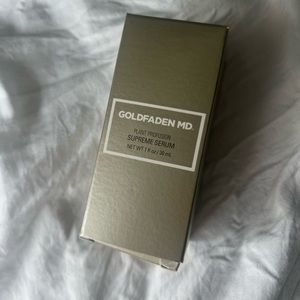 GOLDFADEN MD.
PLANT PROFUSION
SUPREME SERUM
NET WT 1 fl oz / 30 mL